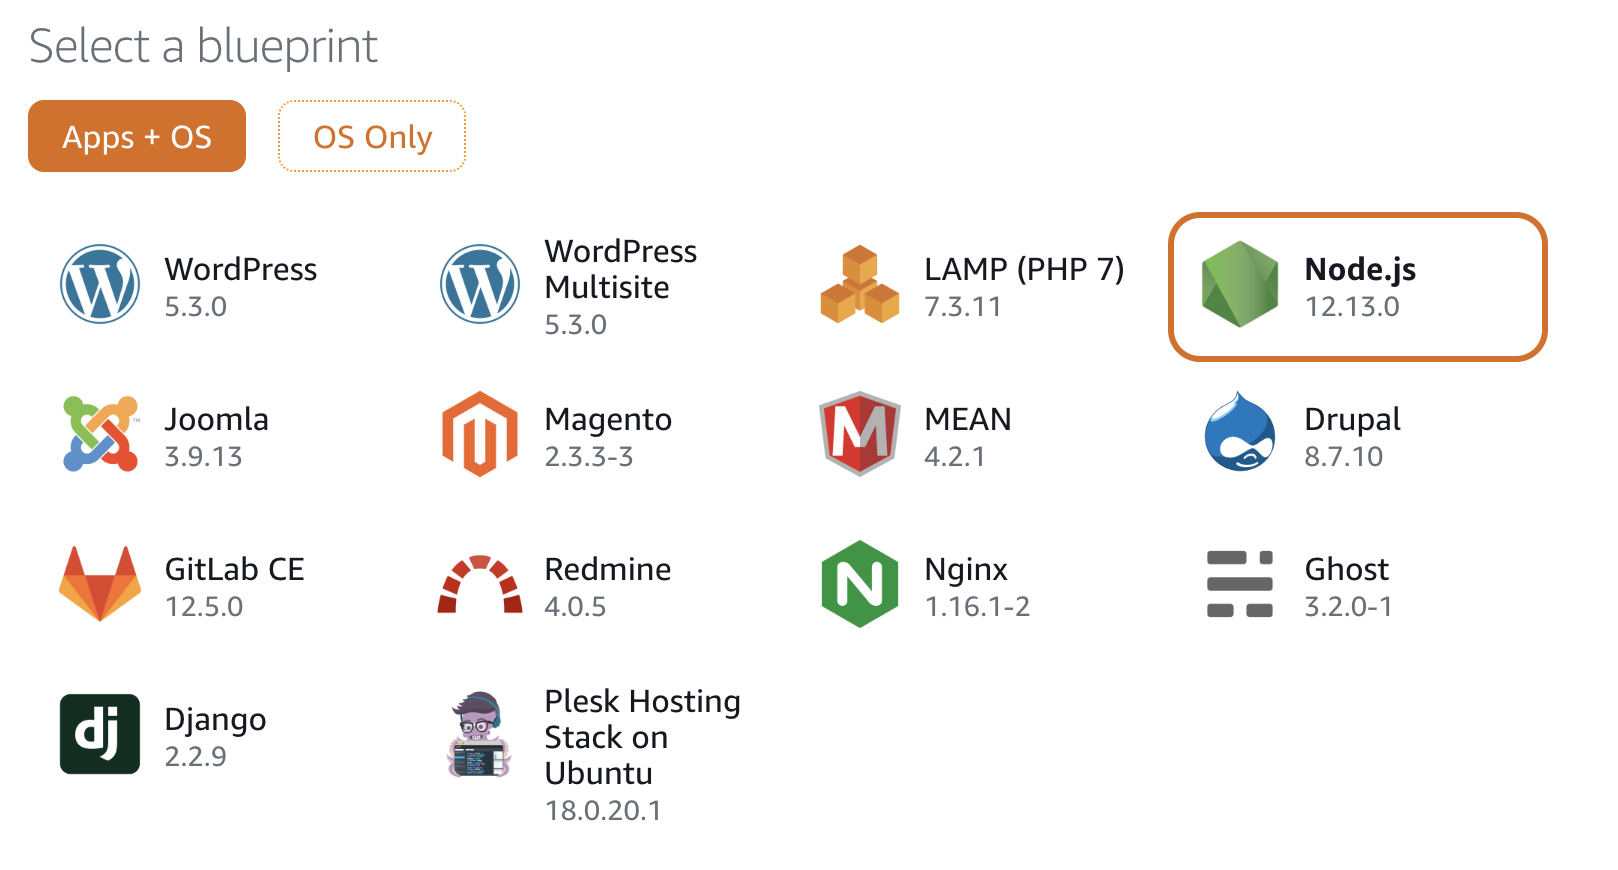 Select a blueprint
Apps + OS
OS Only
WordPress
5.3.0
WordPress
Multisite
5.3.0
LAMP (PHP 7)
7.3.11
Node.js
12.13.0
Joomla
3.9.13
Magento
2.3.3-3
MEAN
4.2.1
Drupal
8.7.10
GitLab CE
12.5.0
Redmine
4.0.5
Nginx
1.16.1-2
Ghost
3.2.0-1
dj
Django
2.2.9
Plesk Hosting
Stack on
Ubuntu
18.0.20.1